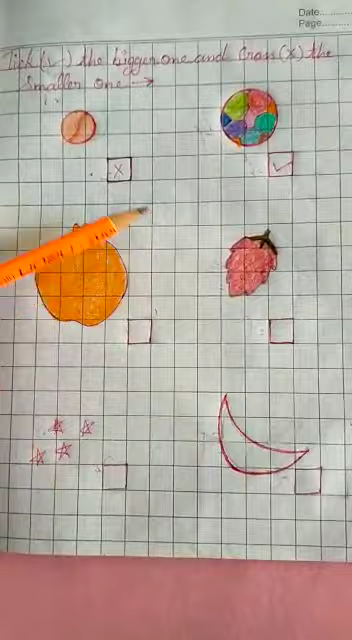 Date..........
Page..........
Tick (✓) the bigger one and Cross (x) the
Smaller one →